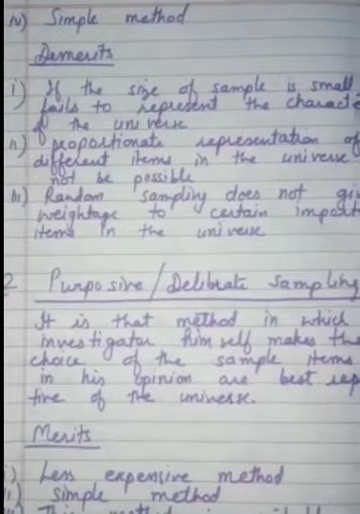 iv) Simple method
Demerits
i) If the size of sample is small
fails to represent the charact
of the universe
ii) proportionate representation of
different items in the universe
not be possible
iii) Random sampling does not gi
weightage to certain import
items in the universe
2 Purposive/Delibrate Sampling
It is that method in which
investigator him self makes the
choice of the sample items
in his opinion are best rep
tive of the universe.
Merits
i) Less expensive method
ii) simple method